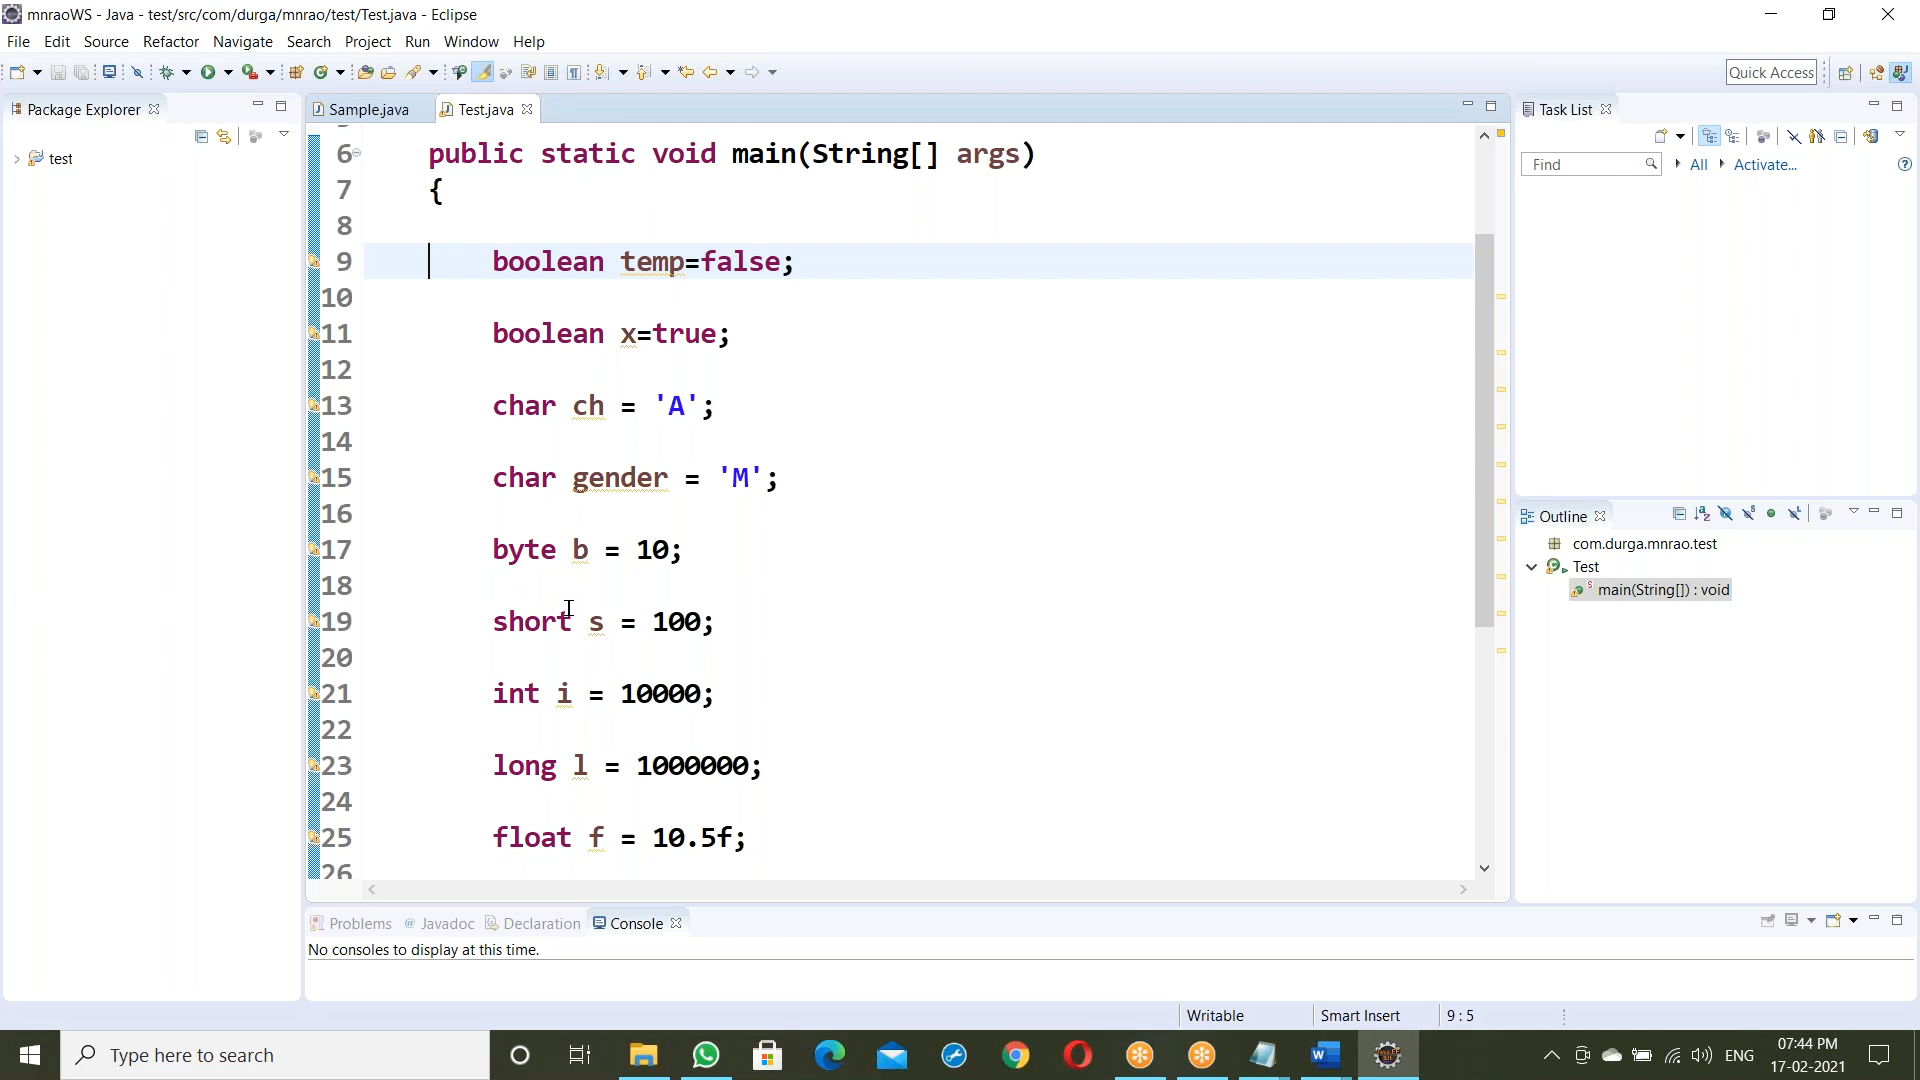 mnraoWS - Java - test/src/com/durga/mnrao/test/Test.java - Eclipse
File Edit Source Refactor Navigate Search Project Run Window Help
Quick Access
Package Explorer
test
Sample.java Test.java
6 public static void main(String[] args)
7 {
8
9 boolean temp=false;
10
11 boolean x=true;
12
13 char ch = 'A';
14
15 char gender = 'M';
16
17 byte b = 10;
18
19 short s = 100;
20
21 int i = 10000;
22
23 long l = 1000000;
24
25 float f = 10.5f;
26
Task List
Find All Activate...
Outline
com.durga.mnrao.test
Test
main(String[]) : void
Problems @ Javadoc Declaration Console
No consoles to display at this time.
Writable Smart Insert 9 : 5
Type here to search
ENG
07:44 PM
17-02-2021